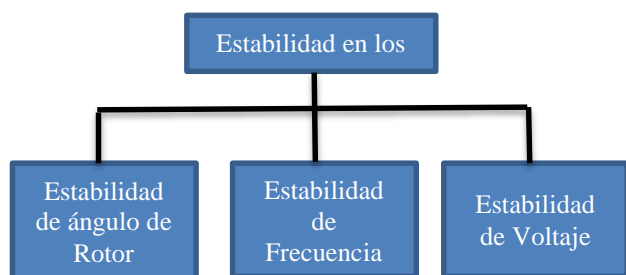 Estabilidad en los
Estabilidad
de ángulo de
Rotor
Estabilidad
de
Frecuencia
Estabilidad
de Voltaje